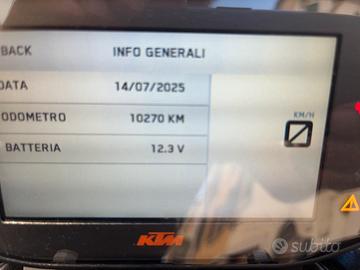 BACK INFO GENERALI
DATA 14/07/2025
ODOMETRO 10270 KM
BATTERIA 12.3 V
KM/H
KTM
subito